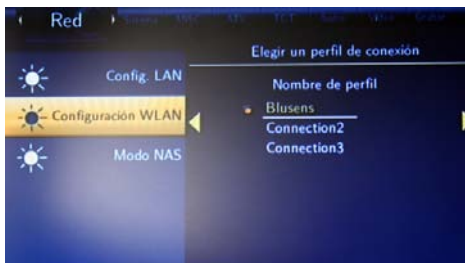 Red
Elegir un perfil de conexión
Config. LAN
Nombre de perfil
Blusens
Configuración WLAN
Connection2
Connection3
Modo NAS